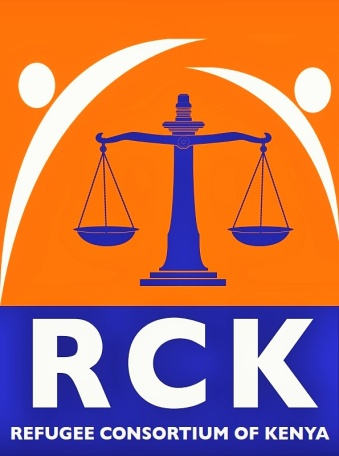 RCK
REFUGEE CONSORTIUM OF KENYA